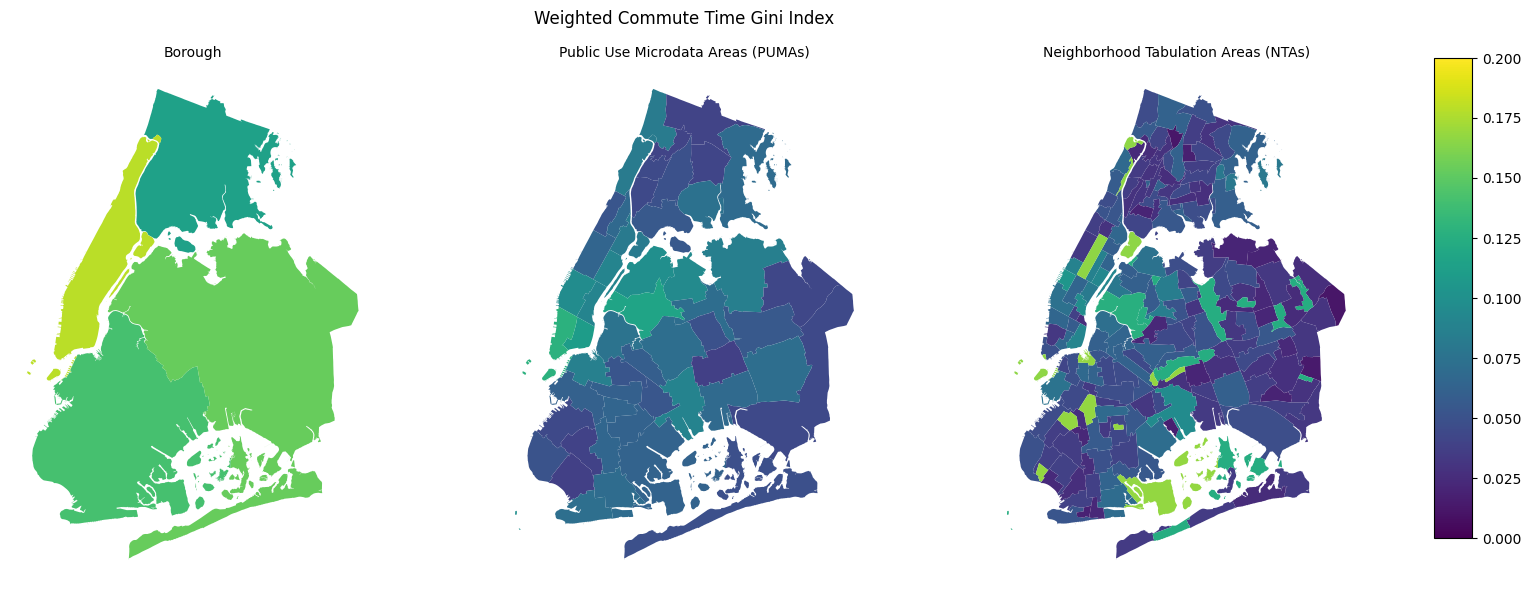 Weighted Commute Time Gini Index
Borough
Public Use Microdata Areas (PUMAs)
Neighborhood Tabulation Areas (NTAs)
0.200
0.175
0.150
0.125
0.100
0.075
0.050
0.025
0.000